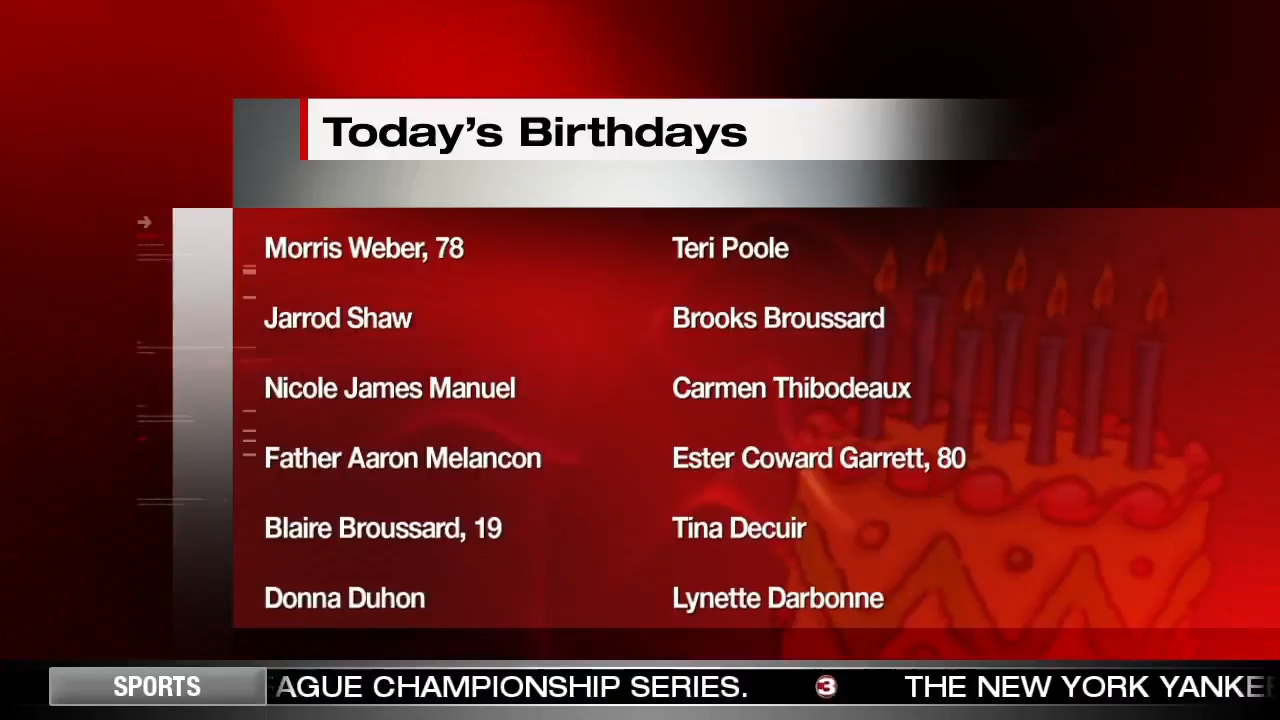 Today's Birthdays
Morris Weber, 78
Jarrod Shaw
Nicole James Manuel
Father Aaron Melancon
Blaire Broussard, 19
Donna Duhon
Teri Poole
Brooks Broussard
Carmen Thibodeaux
Ester Coward Garrett, 80
Tina Decuir
Lynette Darbonne
SPORTS
AGUE CHAMPIONSHIP SERIES. 3 THE NEW YORK YANKE